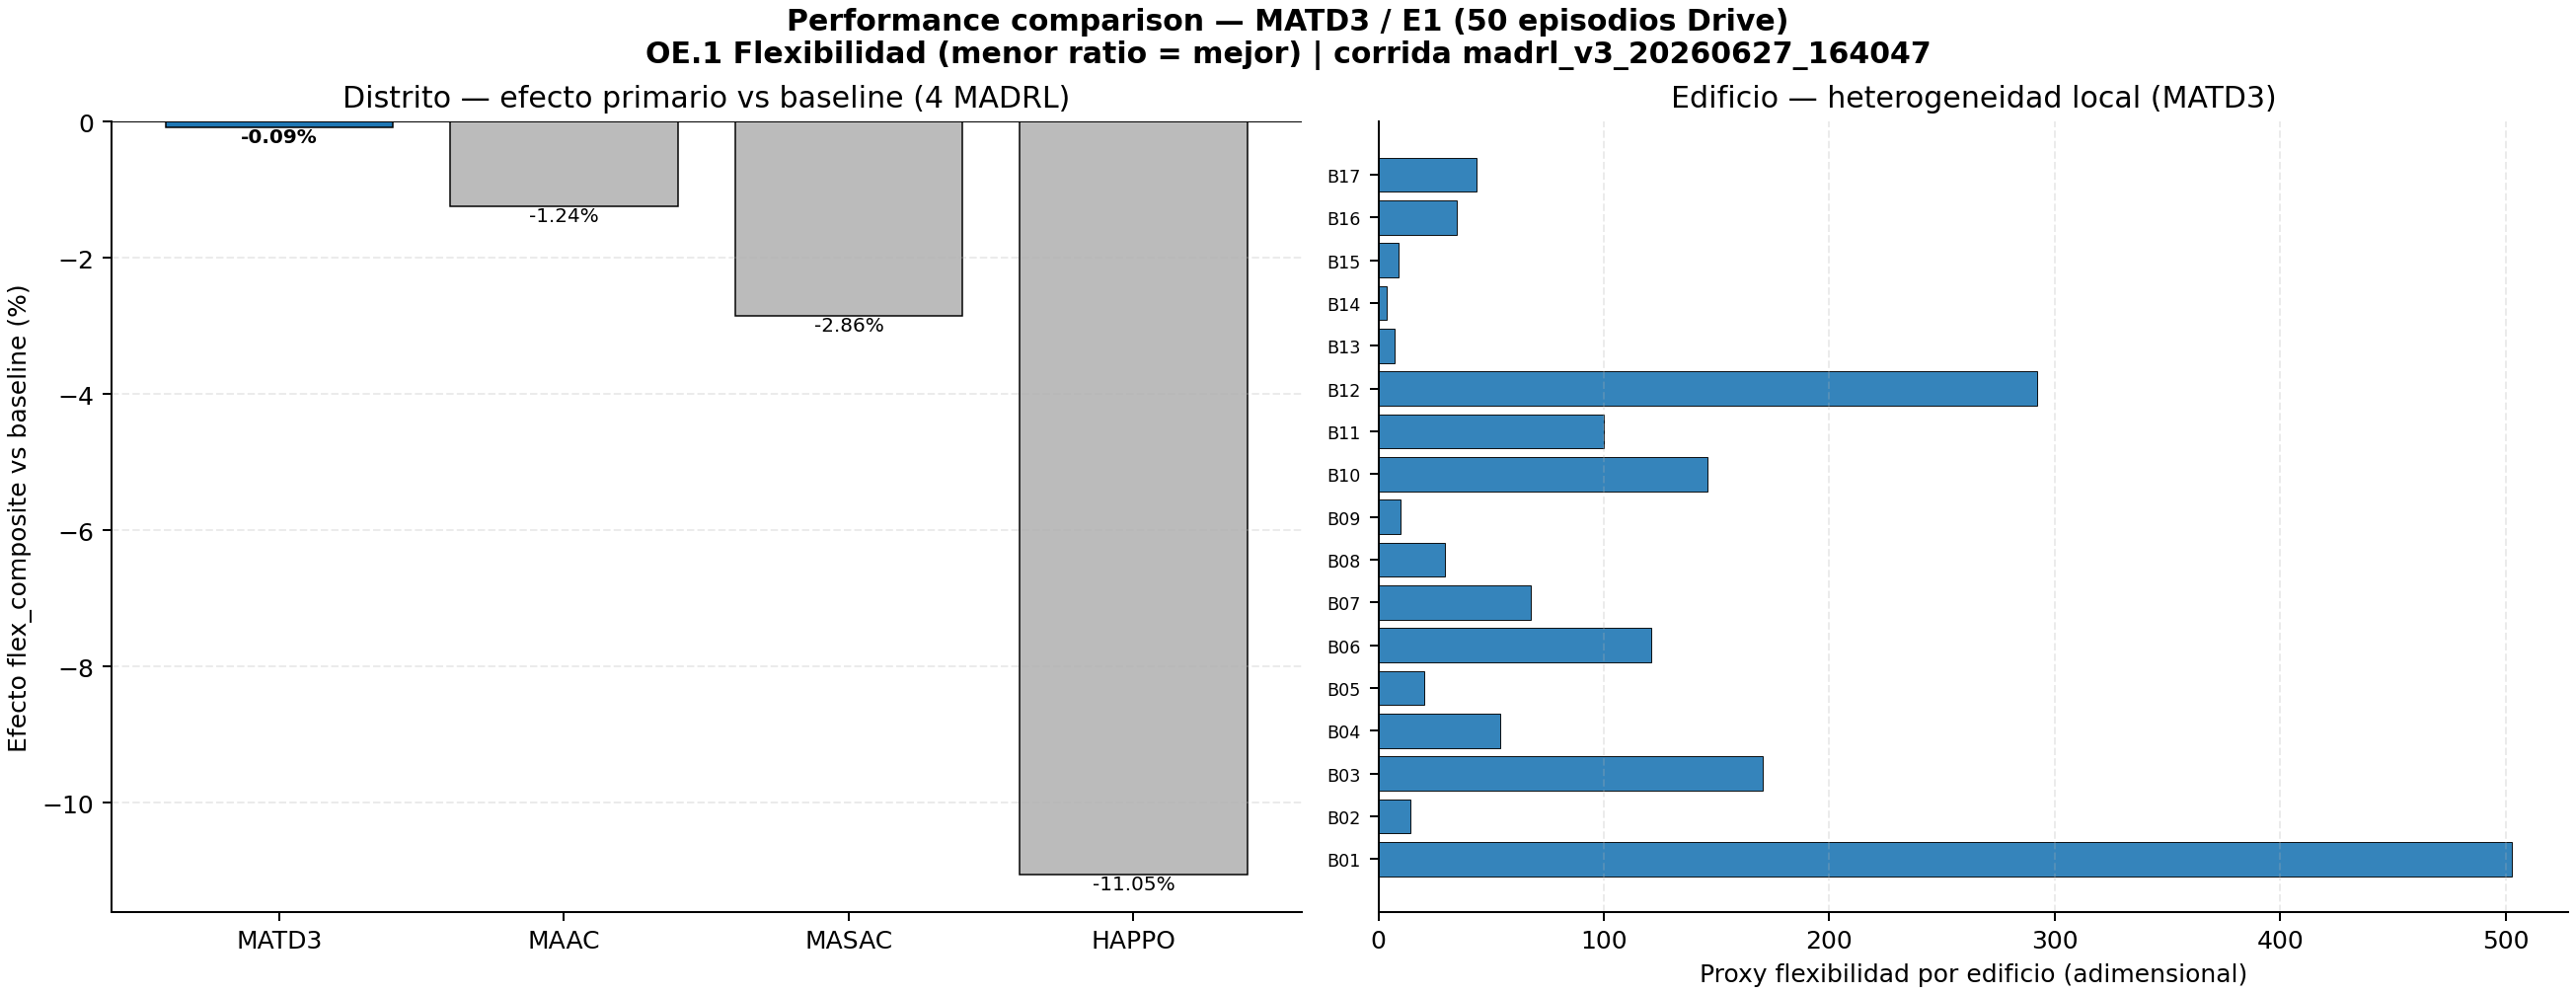 Performance comparison — MATD3 / E1 (50 episodios Drive)
OE.1 Flexibilidad (menor ratio = mejor) | corrida madrl_v3_20260627_164047
Distrito — efecto primario vs baseline (4 MADRL)
Efecto flex_composite vs baseline (%)
0
−2
−4
−6
−8
−10
-0.09%
-1.24%
-2.86%
-11.05%
MATD3
MAAC
MASAC
HAPPO
Edificio — heterogeneidad local (MATD3)
B17
B16
B15
B14
B13
B12
B11
B10
B09
B08
B07
B06
B05
B04
B03
B02
B01
0
100
200
300
400
500
Proxy flexibilidad por edificio (adimensional)